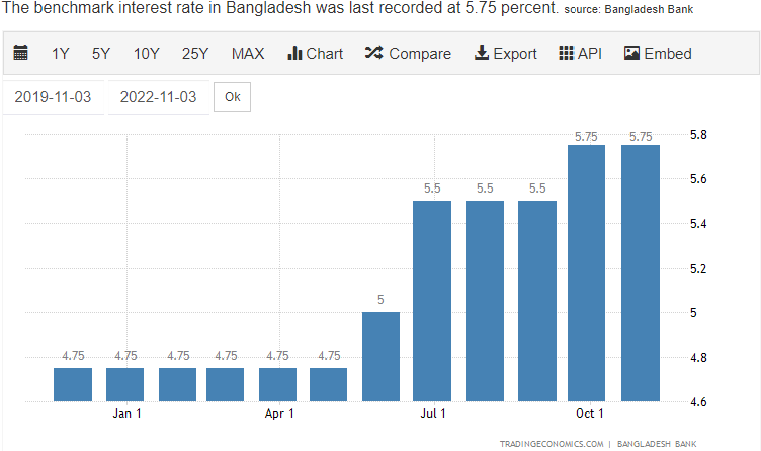 The benchmark interest rate in Bangladesh was last recorded at 5.75 percent. source: Bangladesh Bank
1Y 5Y 10Y 25Y MAX Chart Compare Export API Embed
2019-11-03 2022-11-03 Ok
5.75 5.75 5.8
5.5 5.5 5.5 5.6
5.4
5.2
5 5
4.75 4.75 4.75 4.75 4.75 4.75 4.8
4.6
Jan 1 Apr 1 Jul 1 Oct 1
TRADINGECONOMICS.COM | BANGLADESH BANK